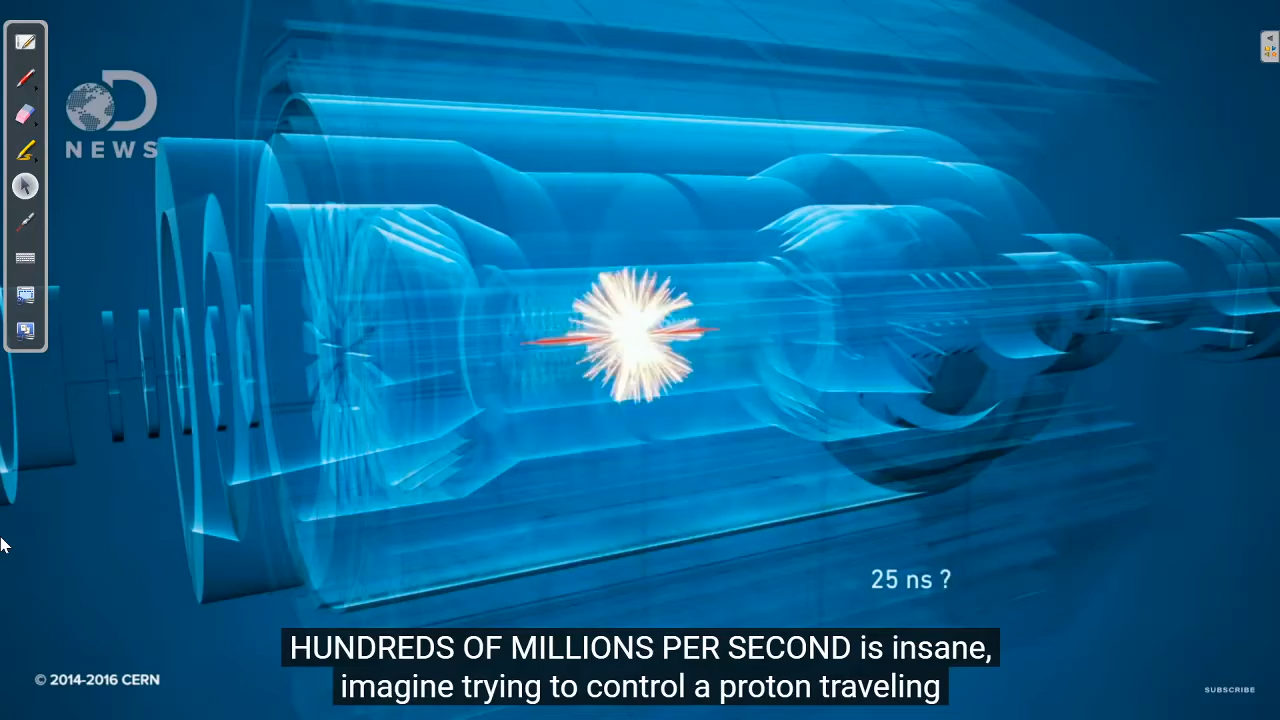 NEWS
25 ns ?
HUNDREDS OF MILLIONS PER SECOND is insane,
imagine trying to control a proton traveling
© 2014-2016 CERN
SUBSCRIBE